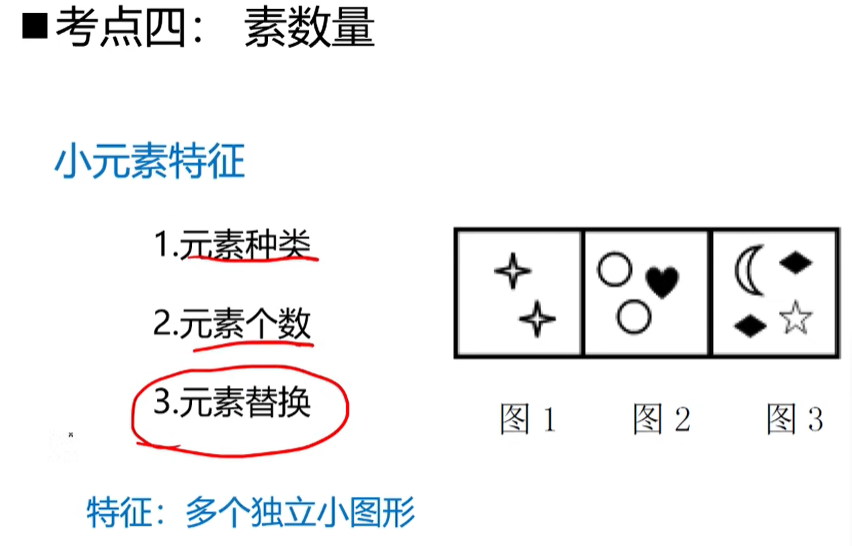 ■考点四： 素数量
小元素特征
1.元素种类
2.元素个数
3.元素替换
图 1
图 2
图 3
特征：多个独立小图形